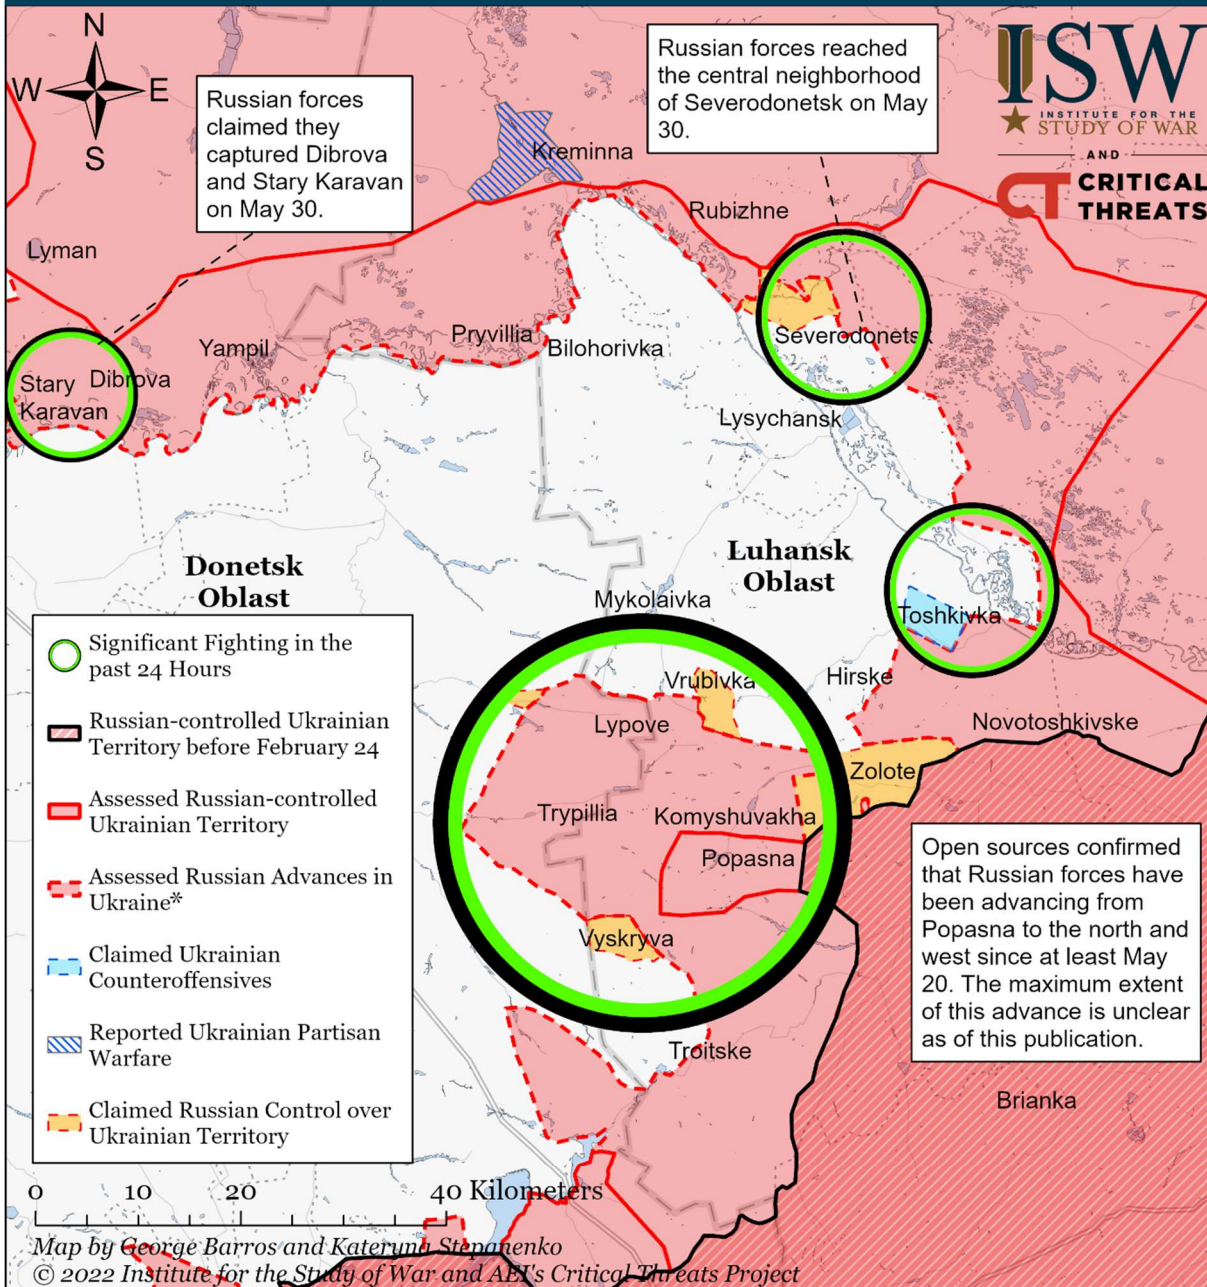 N
W
E
S
Russian forces
claimed they
captured Dibrova
and Stary Karavan
on May 30.
Russian forces reached
the central neighborhood
of Severodonetsk on May
30.
ISW
INSTITUTE FOR THE
STUDY OF WAR
AND
CT CRITICAL
THREATS
Kreminna
Rubizhne
Lyman
Pryvillia
Bilohorivka
Yampil
Severodonetsk
Stary
Karavan
Dibrova
Lysychansk
Donetsk
Oblast
Luhansk
Oblast
Mykolaivka
Toshkivka
Vrubivka
Hirske
Lypove
Novotoshkivske
Zolote
Trypillia
Komyshuvakha
Popasna
Vyskryva
Troitske
Brianka
Significant Fighting in the
past 24 Hours
Russian-controlled Ukrainian
Territory before February 24
Assessed Russian-controlled
Ukrainian Territory
Assessed Russian Advances in
Ukraine*
Claimed Ukrainian
Counteroffensives
Reported Ukrainian Partisan
Warfare
Claimed Russian Control over
Ukrainian Territory
Open sources confirmed
that Russian forces have
been advancing from
Popasna to the north and
west since at least May
20. The maximum extent
of this advance is unclear
as of this publication.
0 10 20 40 Kilometers
Map by George Barros and Kateryna Stepanenko
© 2022 Institute for the Study of War and AEI's Critical Threats Project